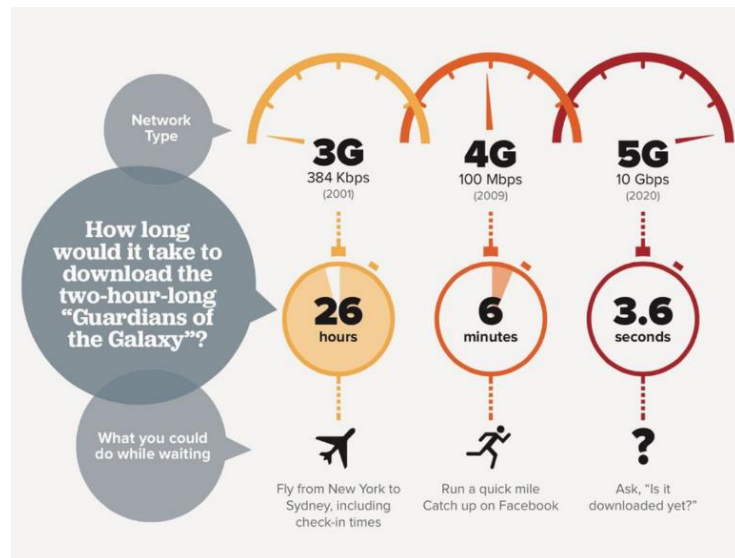 Network
Type
3G
384 Kbps
(2001)
4G
100 Mbps
(2009)
5G
10 Gbps
(2020)
How long
would it take to
download the
two-hour-long
“Guardians of
the Galaxy”?
26
hours
6
minutes
3.6
seconds
What you could
do while waiting
Fly from New York to
Sydney, including
check-in times
Run a quick mile
Catch up on Facebook
?
Ask, “Is it
downloaded yet?”